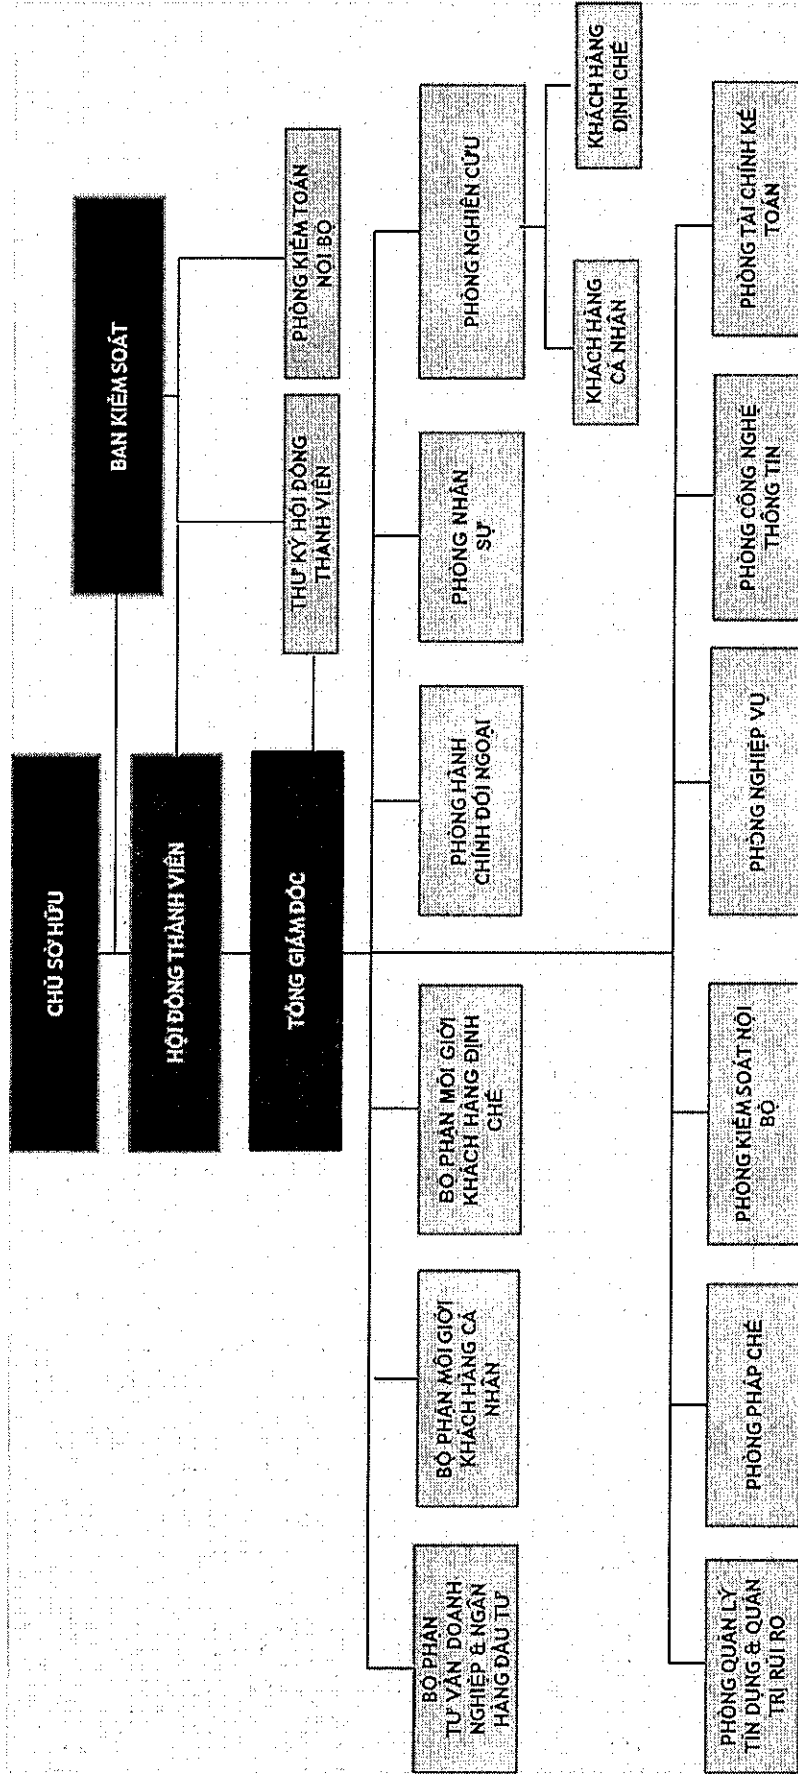 CHỦ SỞ HỮU
BAN KIỂM SOÁT
HỘI ĐỒNG THÀNH VIÊN
TỔNG GIÁM ĐỐC
THƯ KÝ HỘI ĐỒNG
THÀNH VIÊN
PHÒNG KIỂM TOÁN
NỘI BỘ
BỘ PHẬN
TƯ VẤN DOANH
NGHIỆP & NGÂN
HÀNG ĐẦU TƯ
BỘ PHẬN MÔI GIỚI
KHÁCH HÀNG CÁ
NHÂN
BỘ PHẬN MÔI GIỚI
KHÁCH HÀNG ĐỊNH
CHẾ
PHÒNG HÀNH
CHÍNH ĐỐI NGOẠI
PHÒNG NHÂN
SỰ
PHÒNG NGHIÊN CỨU
KHÁCH HÀNG
CÁ NHÂN
KHÁCH HÀNG
ĐỊNH CHẾ
PHÒNG QUẢN LÝ
TÍN DỤNG & QUẢN
TRỊ RỦI RO
PHÒNG PHÁP CHẾ
PHÒNG KIỂM SOÁT NỘI
BỘ
PHÒNG NGHIỆP VỤ
PHÒNG CÔNG NGHỆ
THÔNG TIN
PHÒNG TÀI CHÍNH KẾ
TOÁN